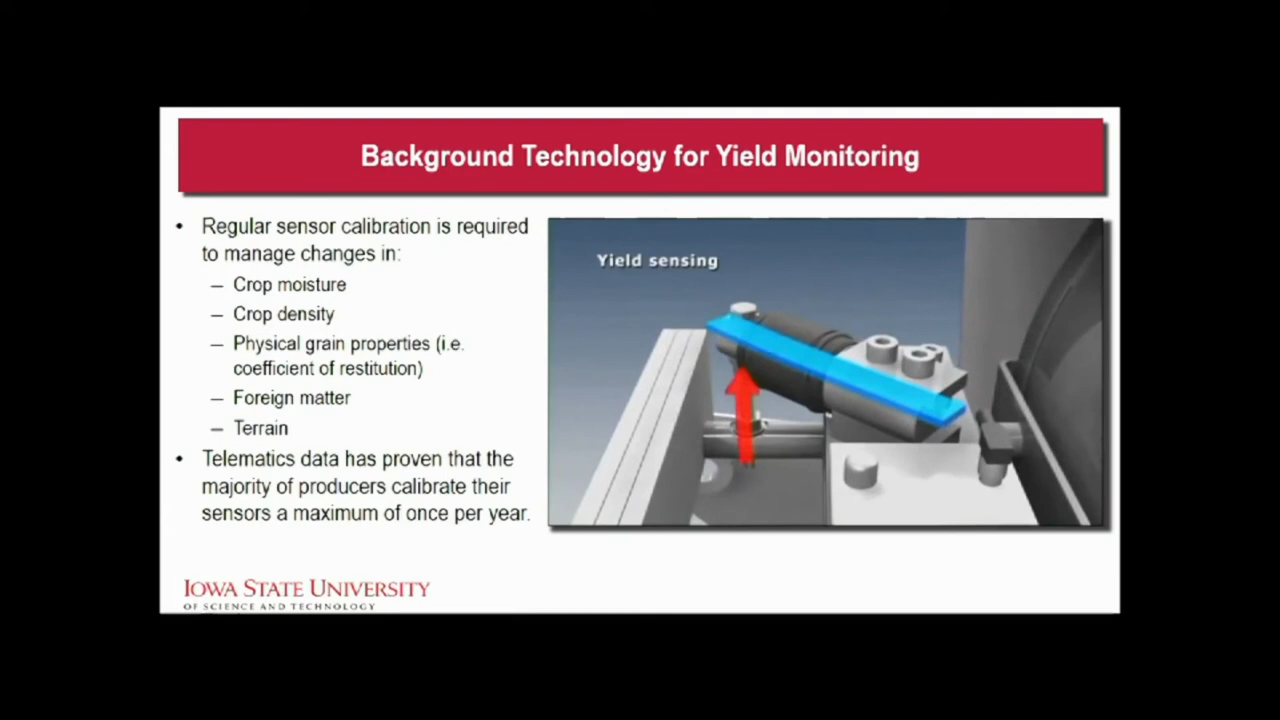 Background Technology for Yield Monitoring
• Regular sensor calibration is required
to manage changes in:
– Crop moisture
– Crop density
– Physical grain properties (i.e.
coefficient of restitution)
– Foreign matter
– Terrain
• Telematics data has proven that the
majority of producers calibrate their
sensors a maximum of once per year.
Yield sensing
IOWA STATE UNIVERSITY
OF SCIENCE AND TECHNOLOGY